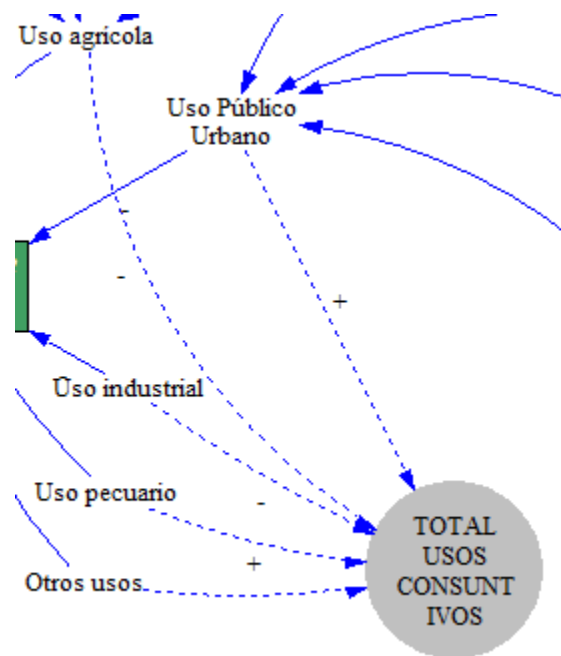 Uso agrícola
Uso Público
Urbano
-
-
+
Uso industrial
Uso pecuario
-
+
Otros usos
TOTAL
USOS
CONSUNT
IVOS